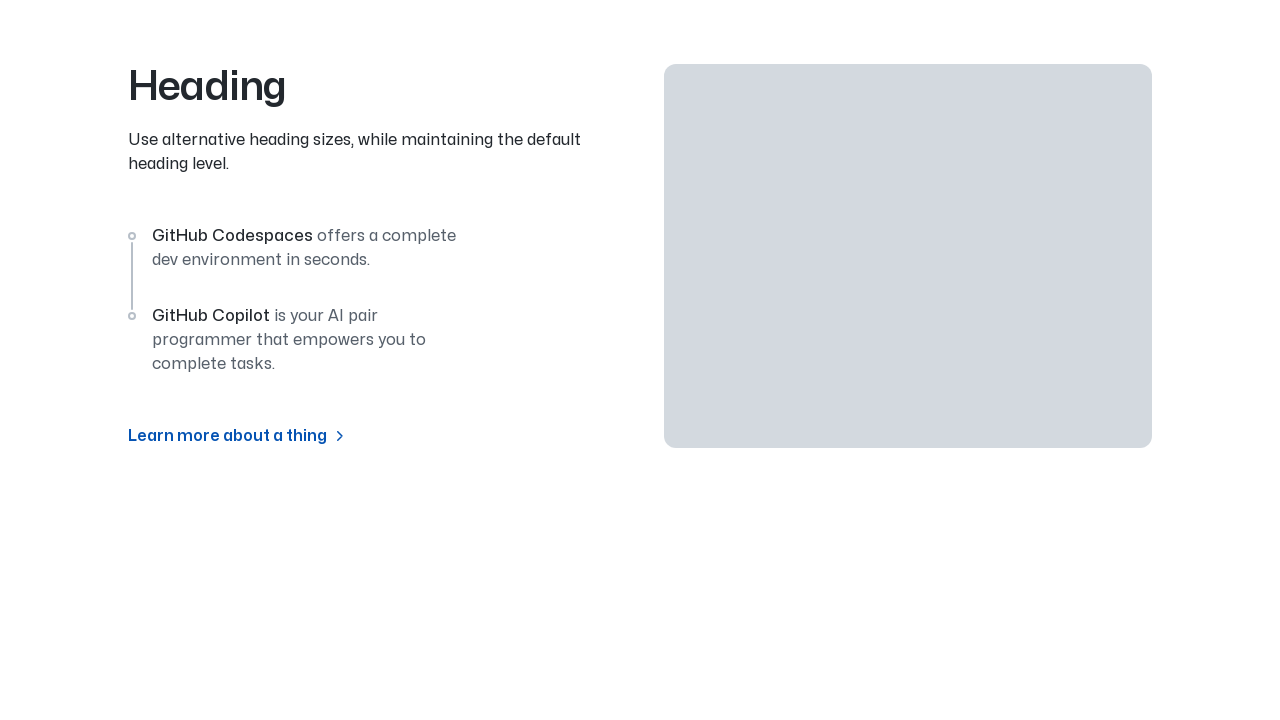 Heading
Use alternative heading sizes, while maintaining the default
heading level.
GitHub Codespaces offers a complete
dev environment in seconds.
GitHub Copilot is your AI pair
programmer that empowers you to
complete tasks.
Learn more about a thing